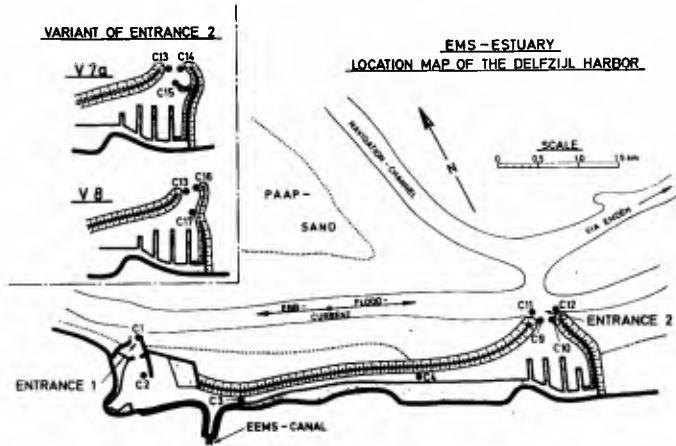 VARIANT OF ENTRANCE 2
V 7a
C13
C14
C15
V 8
C13
C16
C17
EMS-ESTUARY
LOCATION MAP OF THE DELFZIJL HARBOR
NAVIGATION-CHANNEL
N
SCALE
0 0,5 1,0 1,5 km
VIA EMDEN
PAAP-
SAND
EBB- FLOOD-
CURRENT
C11
C12
ENTRANCE 2
C9
C10
C1
ENTRANCE 1
C2
C3
C4
EEMS-CANAL